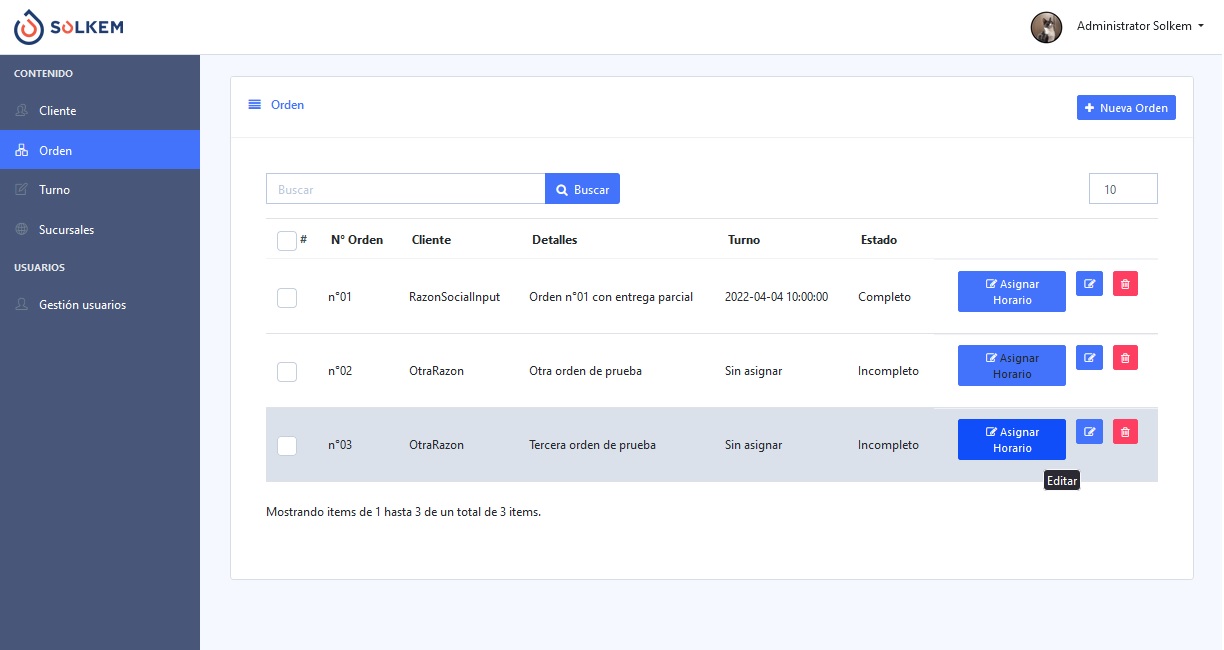 SOLKEM
Administrator Solkem
CONTENIDO
Cliente
Orden
Turno
Sucursales
USUARIOS
Gestión usuarios
Orden
Nueva Orden
Buscar
Buscar
10
# N° Orden Cliente Detalles Turno Estado
n°01 RazonSocialInput Orden n°01 con entrega parcial 2022-04-04 10:00:00 Completo
Asignar
Horario
n°02 OtraRazon Otra orden de prueba Sin asignar Incompleto
Asignar
Horario
n°03 OtraRazon Tercera orden de prueba Sin asignar Incompleto
Asignar
Horario
Editar
Mostrando items de 1 hasta 3 de un total de 3 items.